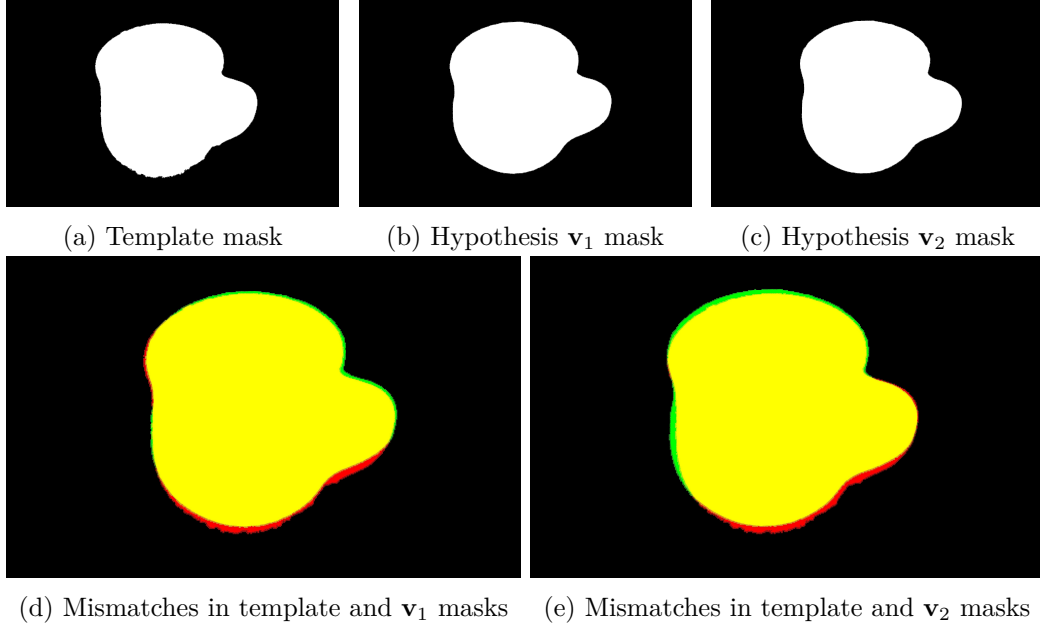 (a) Template mask
(b) Hypothesis v₁ mask
(c) Hypothesis v₂ mask
(d) Mismatches in template and v₁ masks
(e) Mismatches in template and v₂ masks